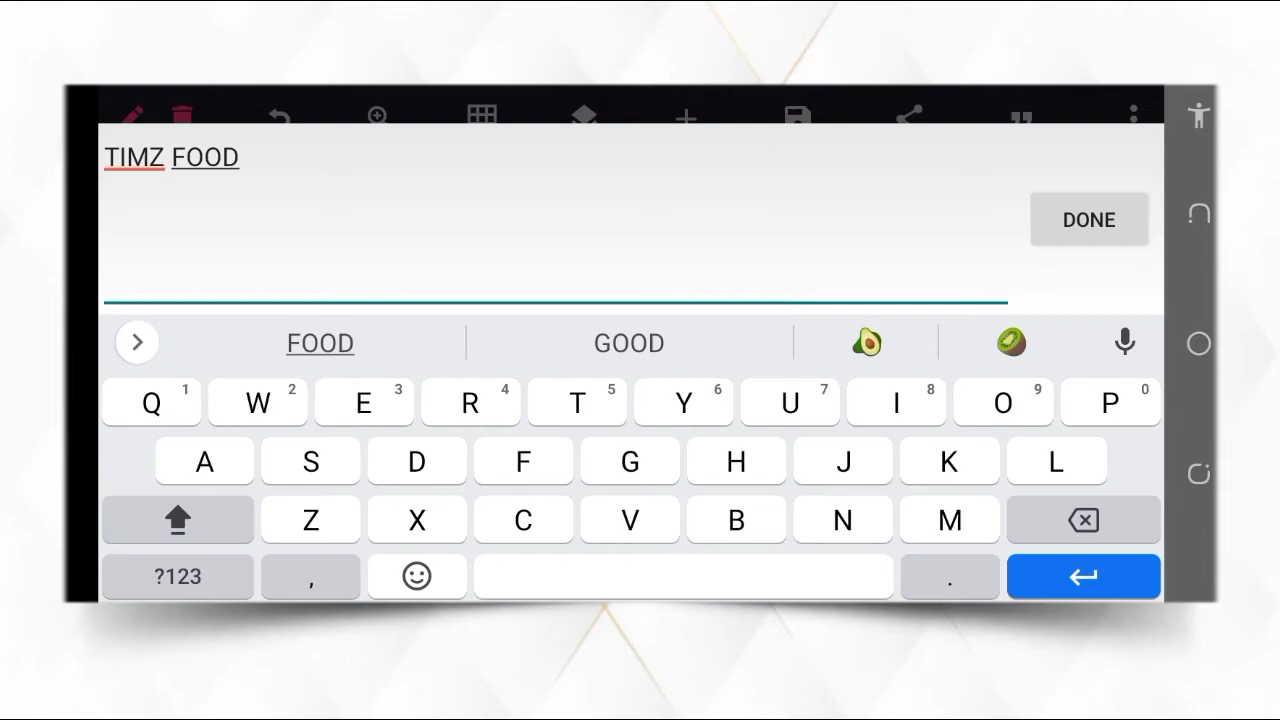 TIMZ FOOD
DONE
FOOD GOOD
Q 1 W 2 E 3 R 4 T 5 Y 6 U 7 I 8 O 9 P 0
A S D F G H J K L
Z X C V B N M
?123 , .